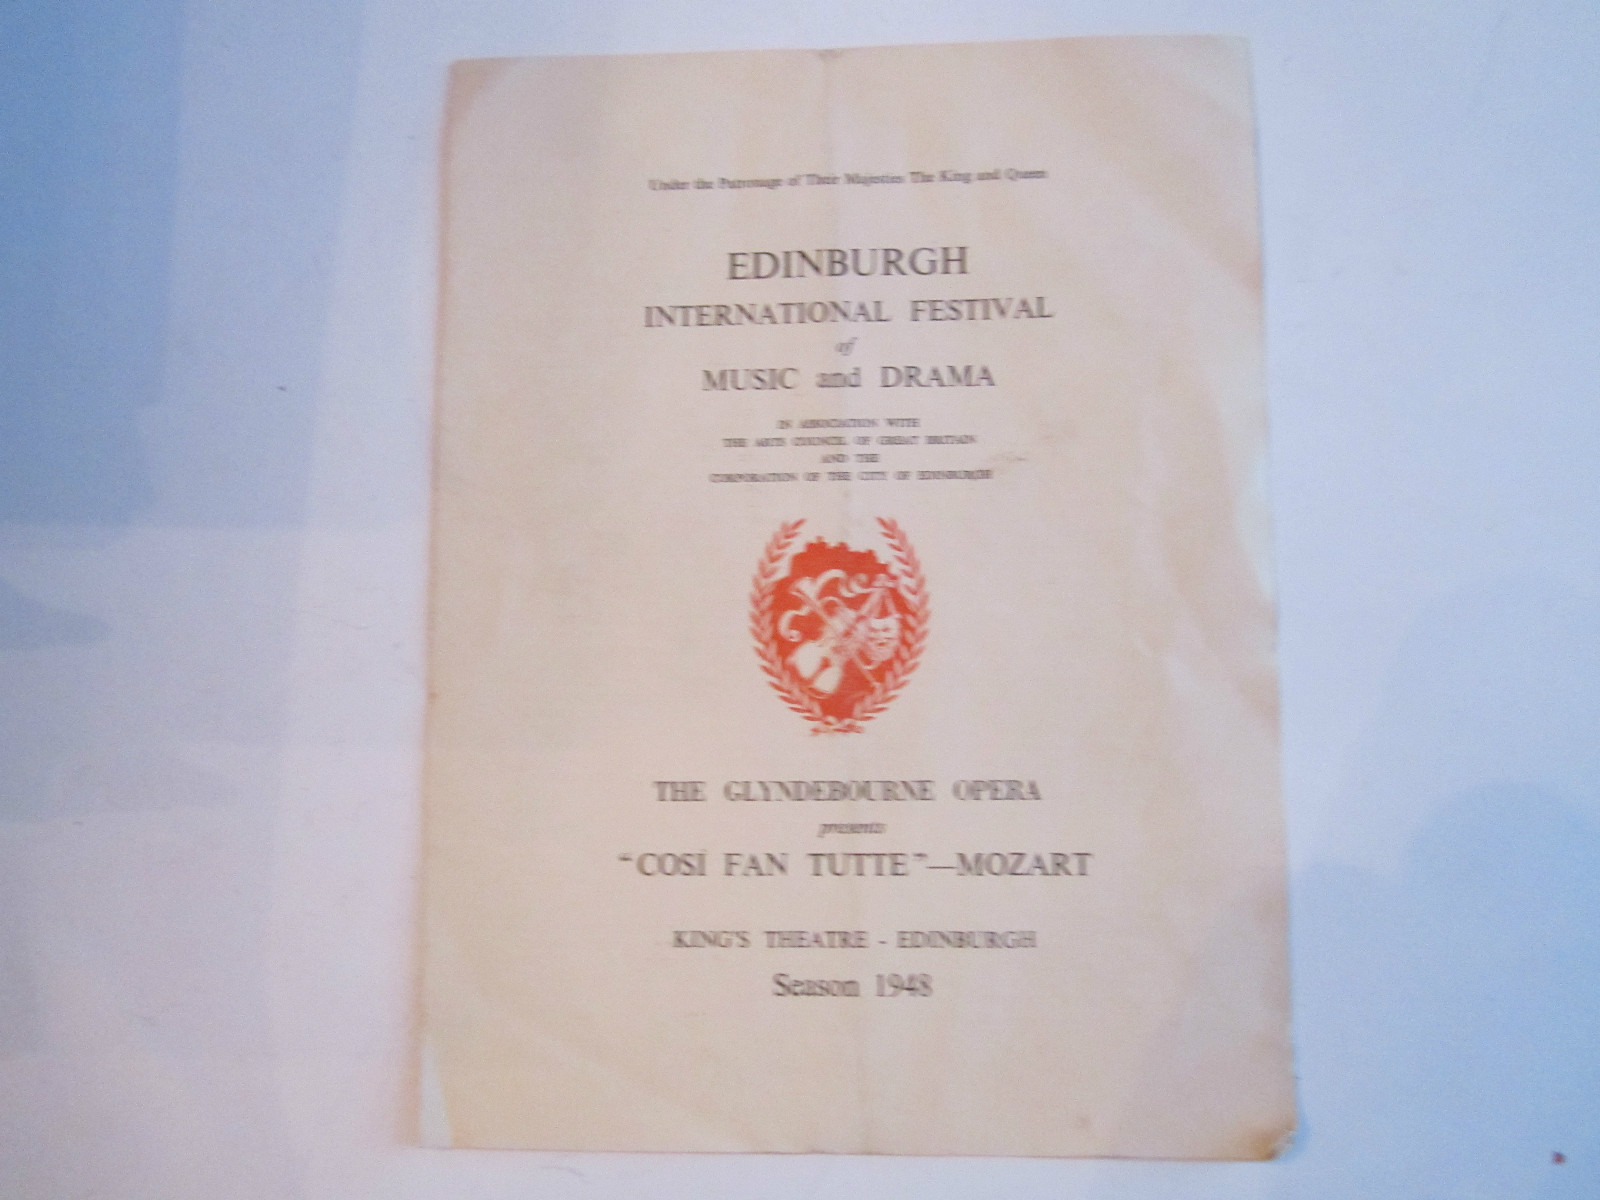 Under the Patronage of Their Majesties The King and Queen
EDINBURGH
INTERNATIONAL FESTIVAL
of
MUSIC and DRAMA
IN ASSOCIATION WITH
THE ARTS COUNCIL OF GREAT BRITAIN
AND THE
CORPORATION OF THE CITY OF EDINBURGH
THE GLYNDEBOURNE OPERA
presents
“COSÌ FAN TUTTE”—MOZART
KING'S THEATRE - EDINBURGH
Season 1948